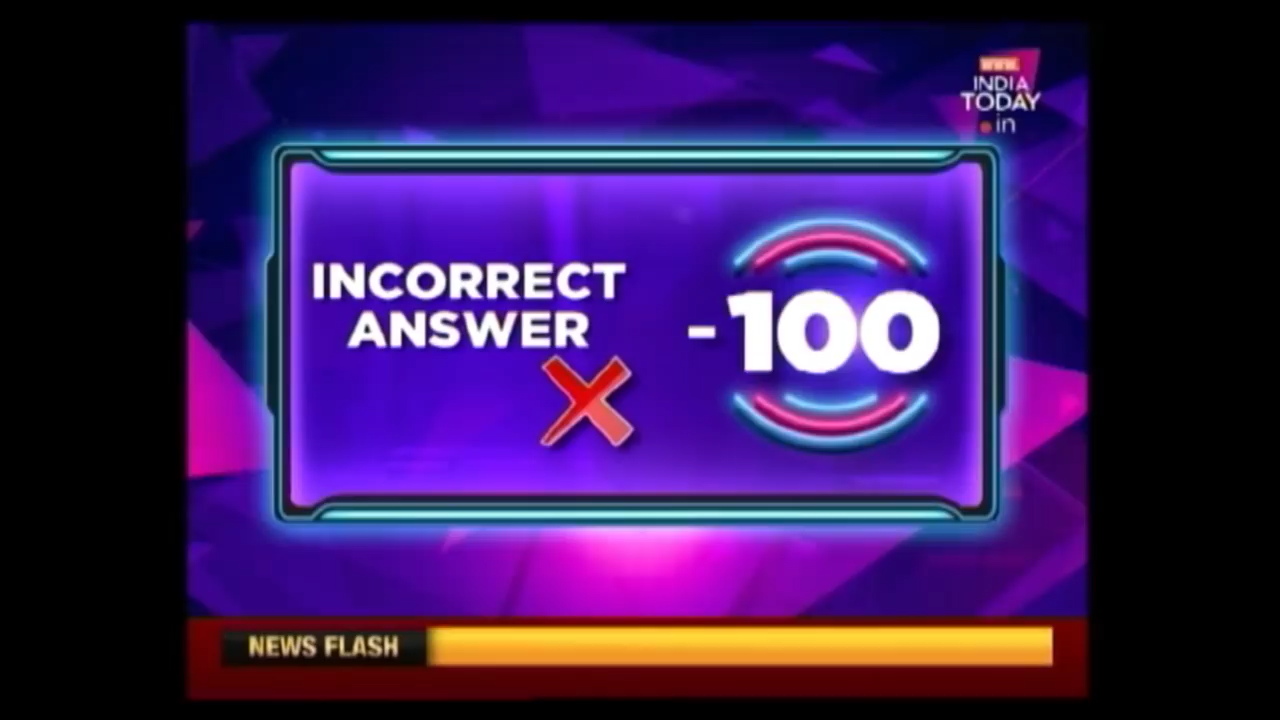 www.
INDIA
TODAY
.in
INCORRECT
ANSWER
-100
NEWS FLASH